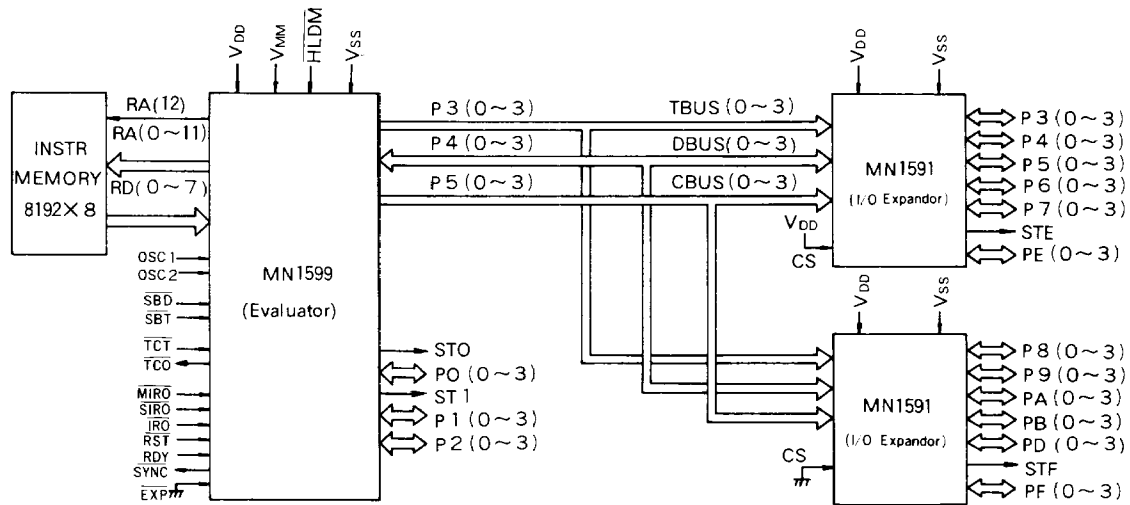 VDD
VMM
HLDM
VSS
INSTR
MEMORY
8192×8
RA(12)
RA(0~11)
RD(0~7)
OSC1
OSC2
SBD
SBT
TCT
TCO
MIRO
SIRO
IRO
RST
RDY
SYNC
EXP
MN1599
(Evaluator)
P3(0~3)
P4(0~3)
P5(0~3)
TBUS(0~3)
DBUS(0~3)
CBUS(0~3)
STO
PO(0~3)
ST1
P1(0~3)
P2(0~3)
VDD
VSS
VDD
CS
MN1591
(I/O Expandor)
P3(0~3)
P4(0~3)
P5(0~3)
P6(0~3)
P7(0~3)
STE
PE(0~3)
VDD
VSS
CS
MN1591
(I/O Expandor)
P8(0~3)
P9(0~3)
PA(0~3)
PB(0~3)
PD(0~3)
STF
PF(0~3)